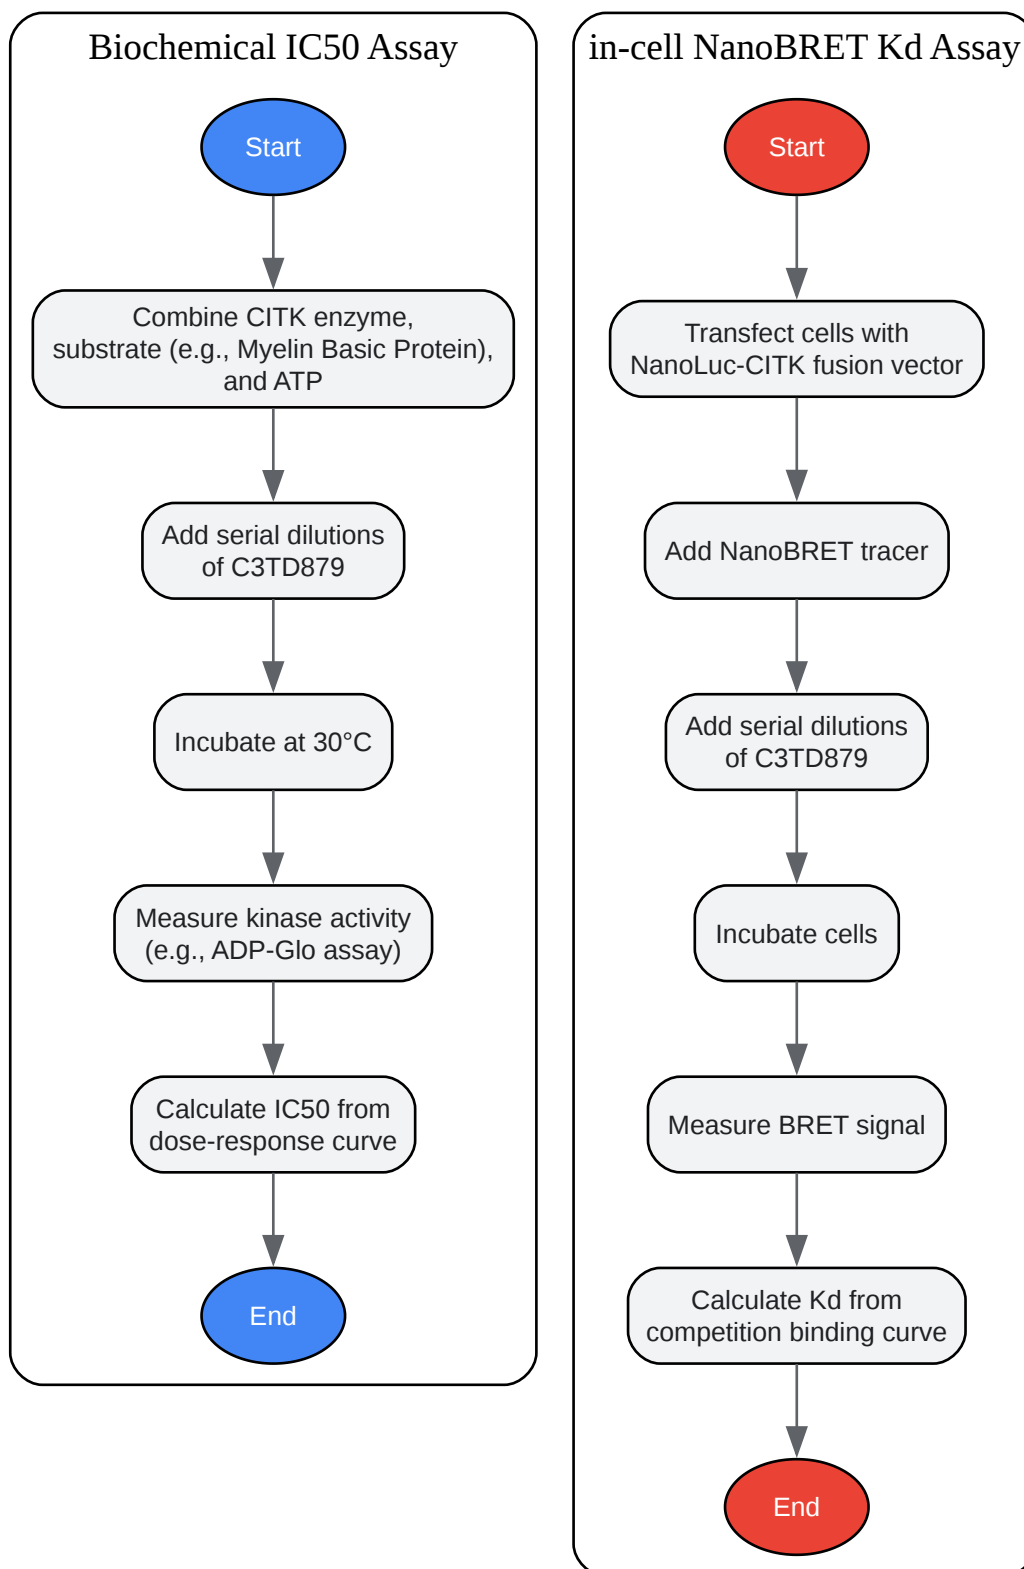 Biochemical IC50 Assay
Start
Combine CITK enzyme,
substrate (e.g., Myelin Basic Protein),
and ATP
Add serial dilutions
of C3TD879
Incubate at 30°C
Measure kinase activity
(e.g., ADP-Glo assay)
Calculate IC50 from
dose-response curve
End
in-cell NanoBRET Kd Assay
Start
Transfect cells with
NanoLuc-CITK fusion vector
Add NanoBRET tracer
Add serial dilutions
of C3TD879
Incubate cells
Measure BRET signal
Calculate Kd from
competition binding curve
End